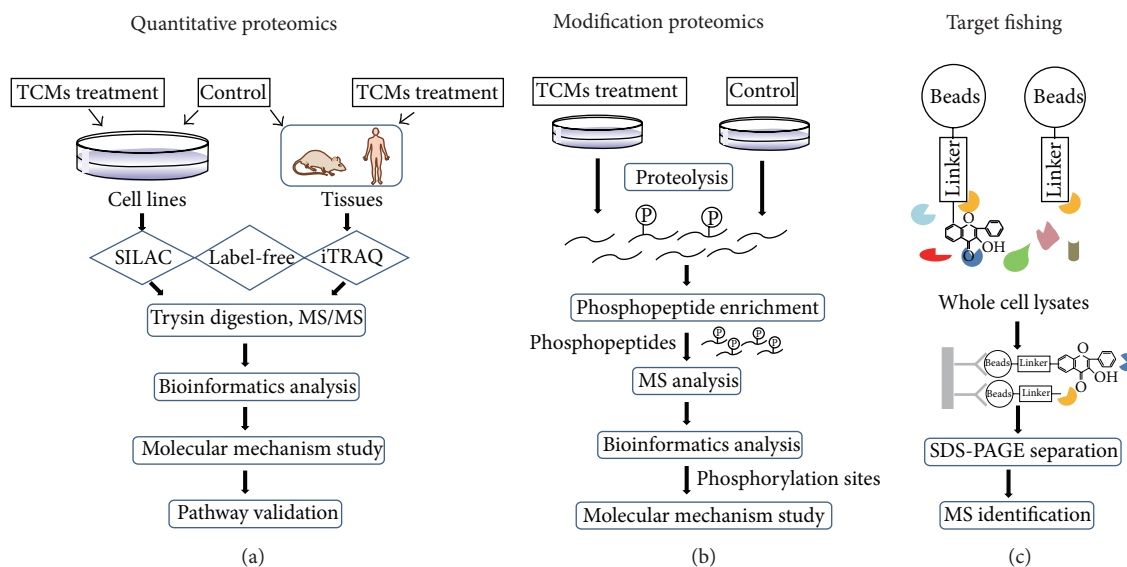 Quantitative proteomics
TCMs treatment
Control
TCMs treatment
Cell lines
Tissues
SILAC
Label-free
iTRAQ
Trysin digestion, MS/MS
Bioinformatics analysis
Molecular mechanism study
Pathway validation
(a)
Modification proteomics
TCMs treatment
Control
Proteolysis
P
P
Phosphopeptide enrichment
Phosphopeptides
P
P
P
P
MS analysis
Bioinformatics analysis
Phosphorylation sites
Molecular mechanism study
(b)
Target fishing
Beads
Beads
Linker
Linker
O
OH
O
Whole cell lysates
Beads
Linker
O
OH
O
Beads
Linker
SDS-PAGE separation
MS identification
(c)